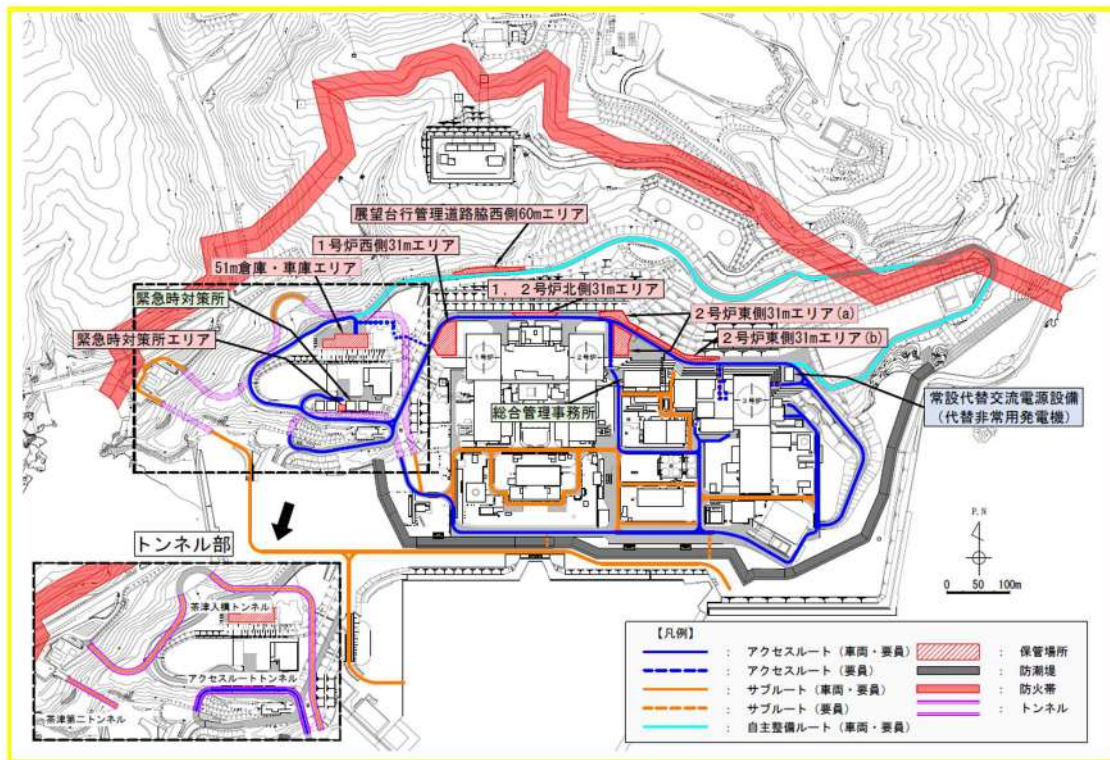 展望台行管理道路脇西側60mエリア
１号炉西側31mエリア
51m倉庫・車庫エリア
１，２号炉北側31mエリア
緊急時対策所
２号炉東側31mエリア(a)
緊急時対策所エリア
２号炉東側31mエリア(b)
１号炉
２号炉
３号炉
総合管理事務所
常設代替交流電源設備
（代替非常用発電機）
トンネル部
茶津入構トンネル
アクセスルートトンネル
茶津第二トンネル
P.N
0 50 100m
【凡例】
： アクセスルート（車両・要員）
： アクセスルート（要員）
： サブルート（車両・要員）
： サブルート（要員）
： 自主整備ルート（車両・要員）
： 保管場所
： 防潮堤
： 防火帯
： トンネル